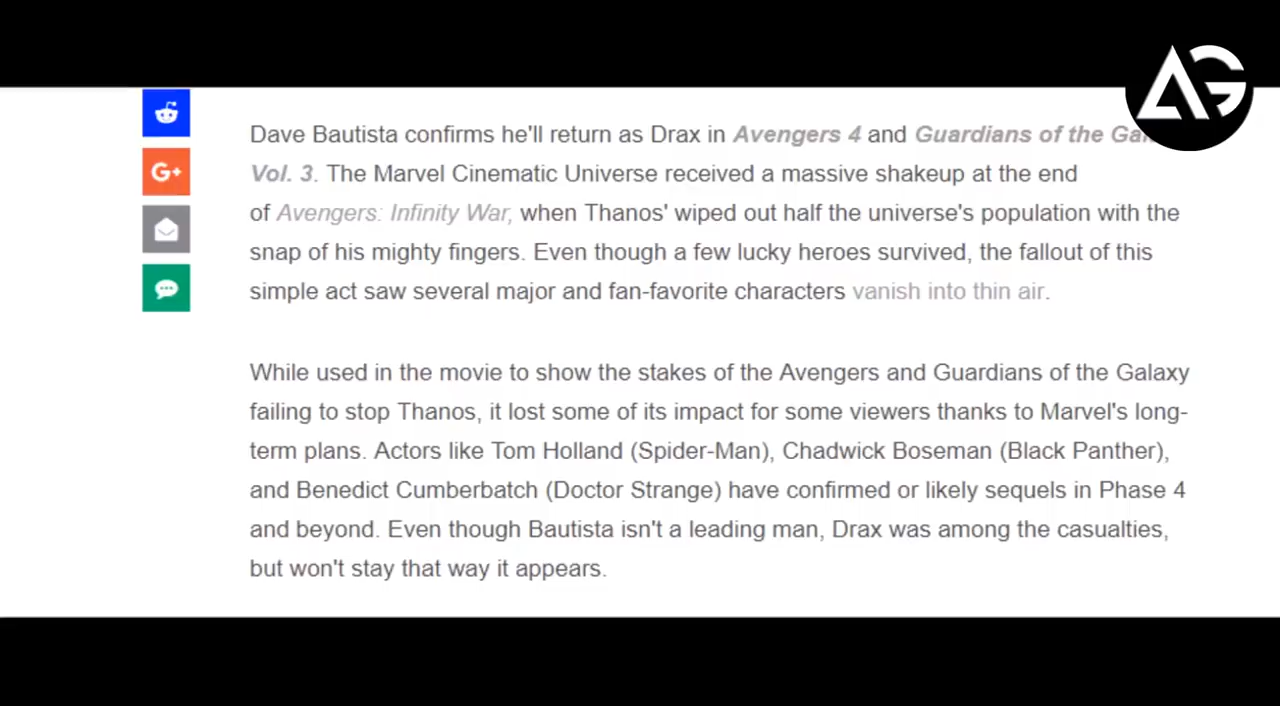 AG
G+
Dave Bautista confirms he'll return as Drax in Avengers 4 and Guardians of the
Vol. 3. The Marvel Cinematic Universe received a massive shakeup at the end
of Avengers: Infinity War, when Thanos' wiped out half the universe's population with the
snap of his mighty fingers. Even though a few lucky heroes survived, the fallout of this
simple act saw several major and fan-favorite characters vanish into thin air.
While used in the movie to show the stakes of the Avengers and Guardians of the Galaxy
failing to stop Thanos, it lost some of its impact for some viewers thanks to Marvel's long-
term plans. Actors like Tom Holland (Spider-Man), Chadwick Boseman (Black Panther),
and Benedict Cumberbatch (Doctor Strange) have confirmed or likely sequels in Phase 4
and beyond. Even though Bautista isn't a leading man, Drax was among the casualties,
but won't stay that way it appears.